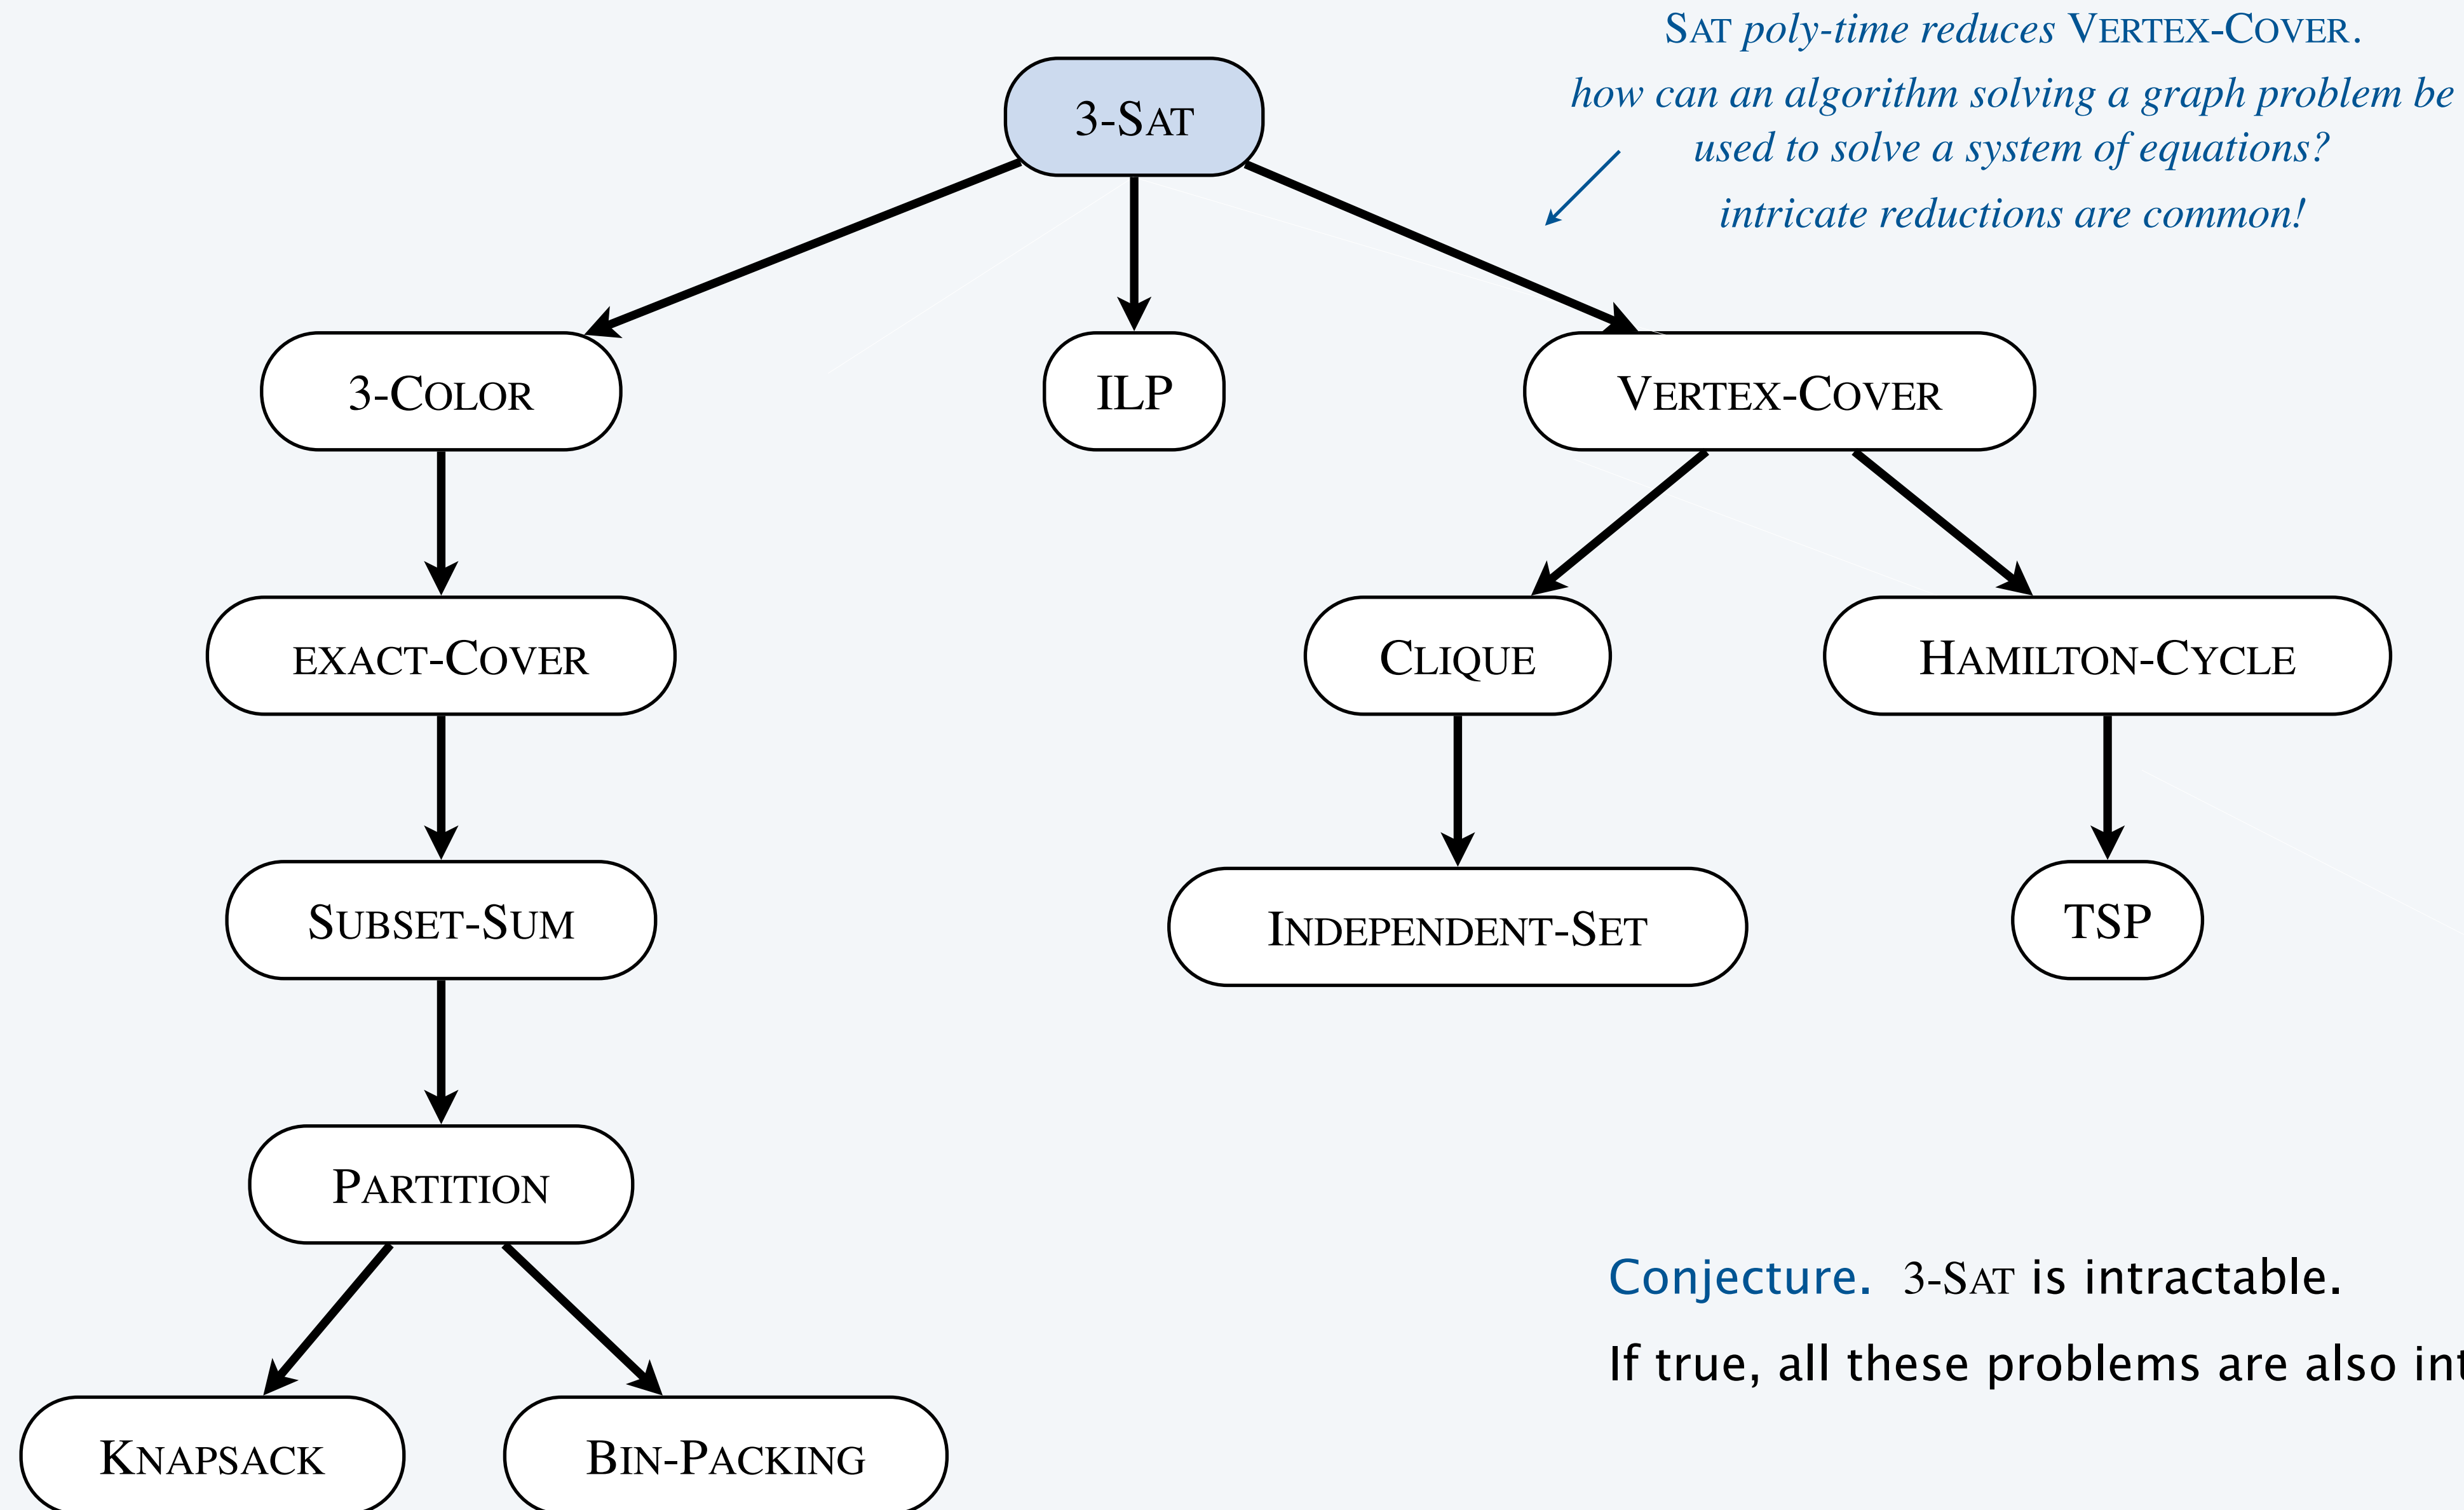 SAT poly-time reduces VERTEX-COVER.
how can an algorithm solving a graph problem be
used to solve a system of equations?
intricate reductions are common!
3-SAT
3-COLOR
ILP
VERTEX-COVER
EXACT-COVER
CLIQUE
HAMILTON-CYCLE
SUBSET-SUM
INDEPENDENT-SET
TSP
PARTITION
Conjecture. 3-SAT is intractable.
If true, all these problems are also
KNAPSACK
BIN-PACKING